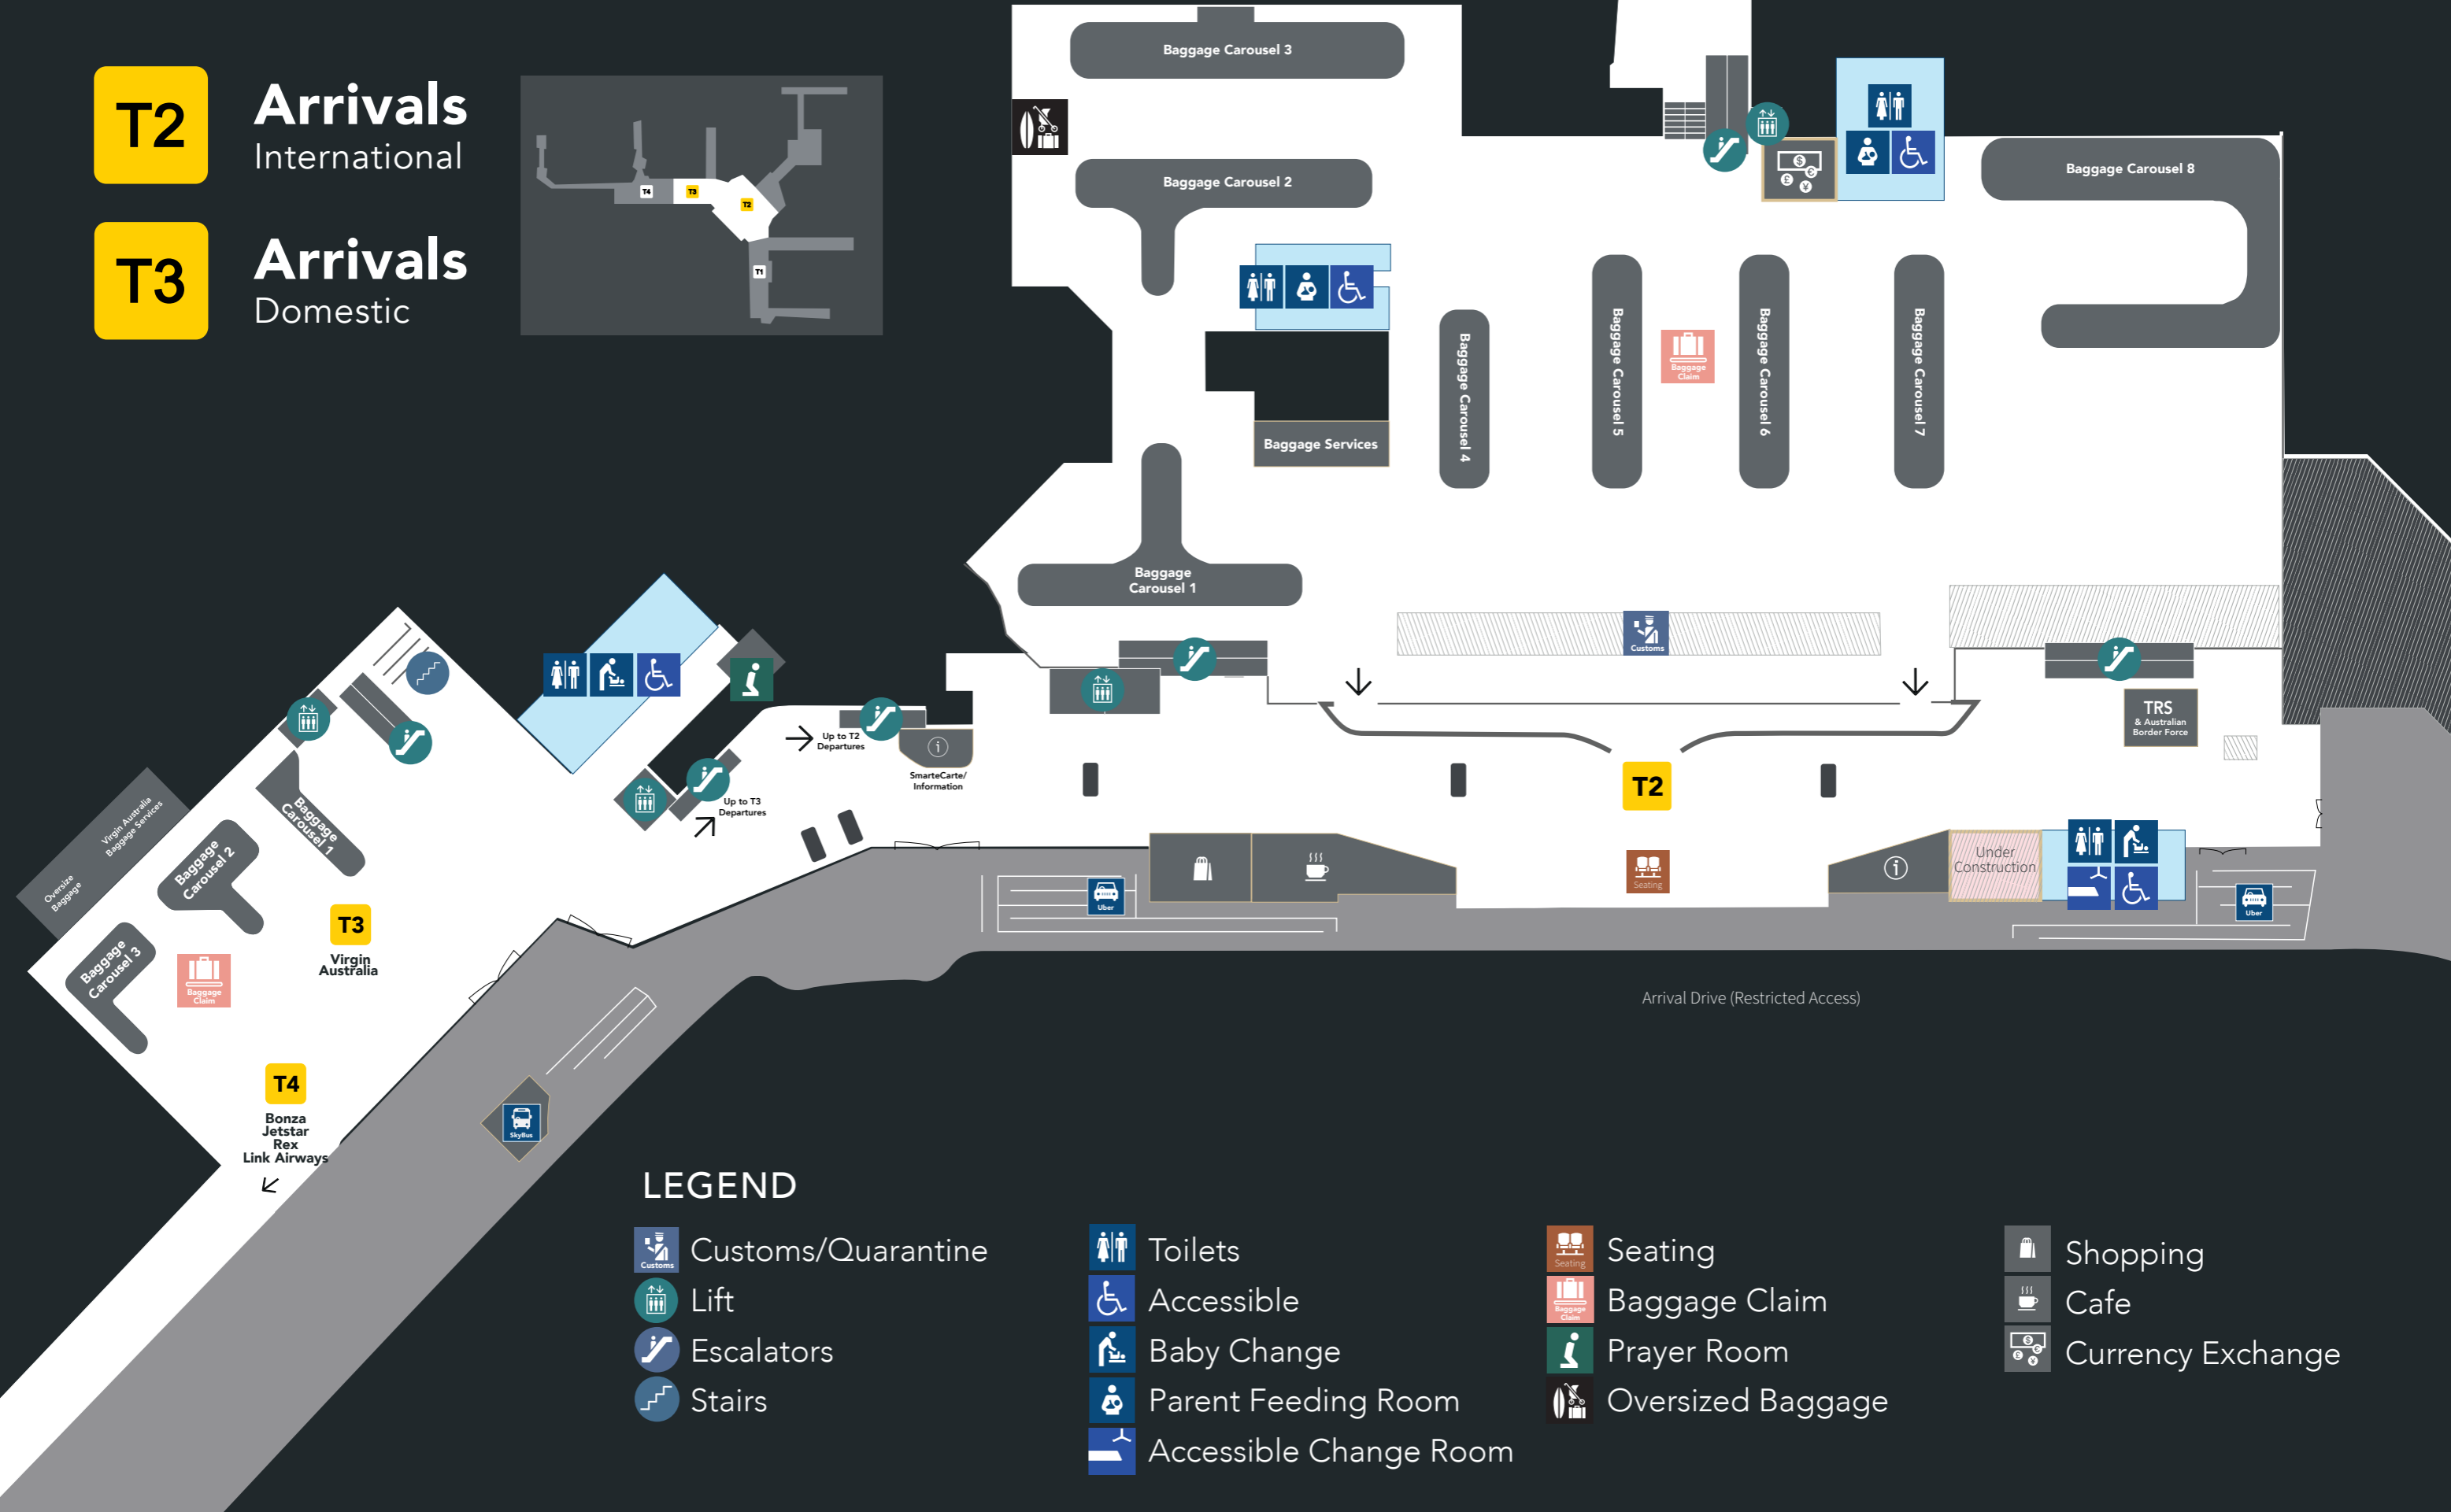 T2
Arrivals
International
T3
Arrivals
Domestic
T4
T3
T2
T1
Baggage Carousel 3
Baggage Carousel 2
Baggage Carousel 8
Baggage Carousel 4
Baggage Carousel 5
Baggage
Claim
Baggage Carousel 6
Baggage Carousel 7
Baggage Services
Baggage
Carousel 1
Customs
TRS
& Australian
Border Force
Up to T2
Departures
SmarteCarte/
Information
Up to T3
Departures
T2
Virgin Australia
Baggage Services
Oversize
Baggage
Baggage
Carousel 1
Baggage
Carousel 2
Baggage
Carousel 3
T3
Virgin
Australia
Baggage
Claim
Uber
Seating
Under
Construction
Uber
Arrival Drive (Restricted Access)
T4
Bonza
Jetstar
Rex
Link Airways
SkyBus
LEGEND
Customs
Customs/Quarantine
Lift
Escalators
Stairs
Toilets
Accessible
Baby Change
Parent Feeding Room
Accessible Change Room
Seating
Seating
Baggage
Claim
Baggage Claim
Prayer Room
Oversized Baggage
Shopping
Cafe
Currency Exchange